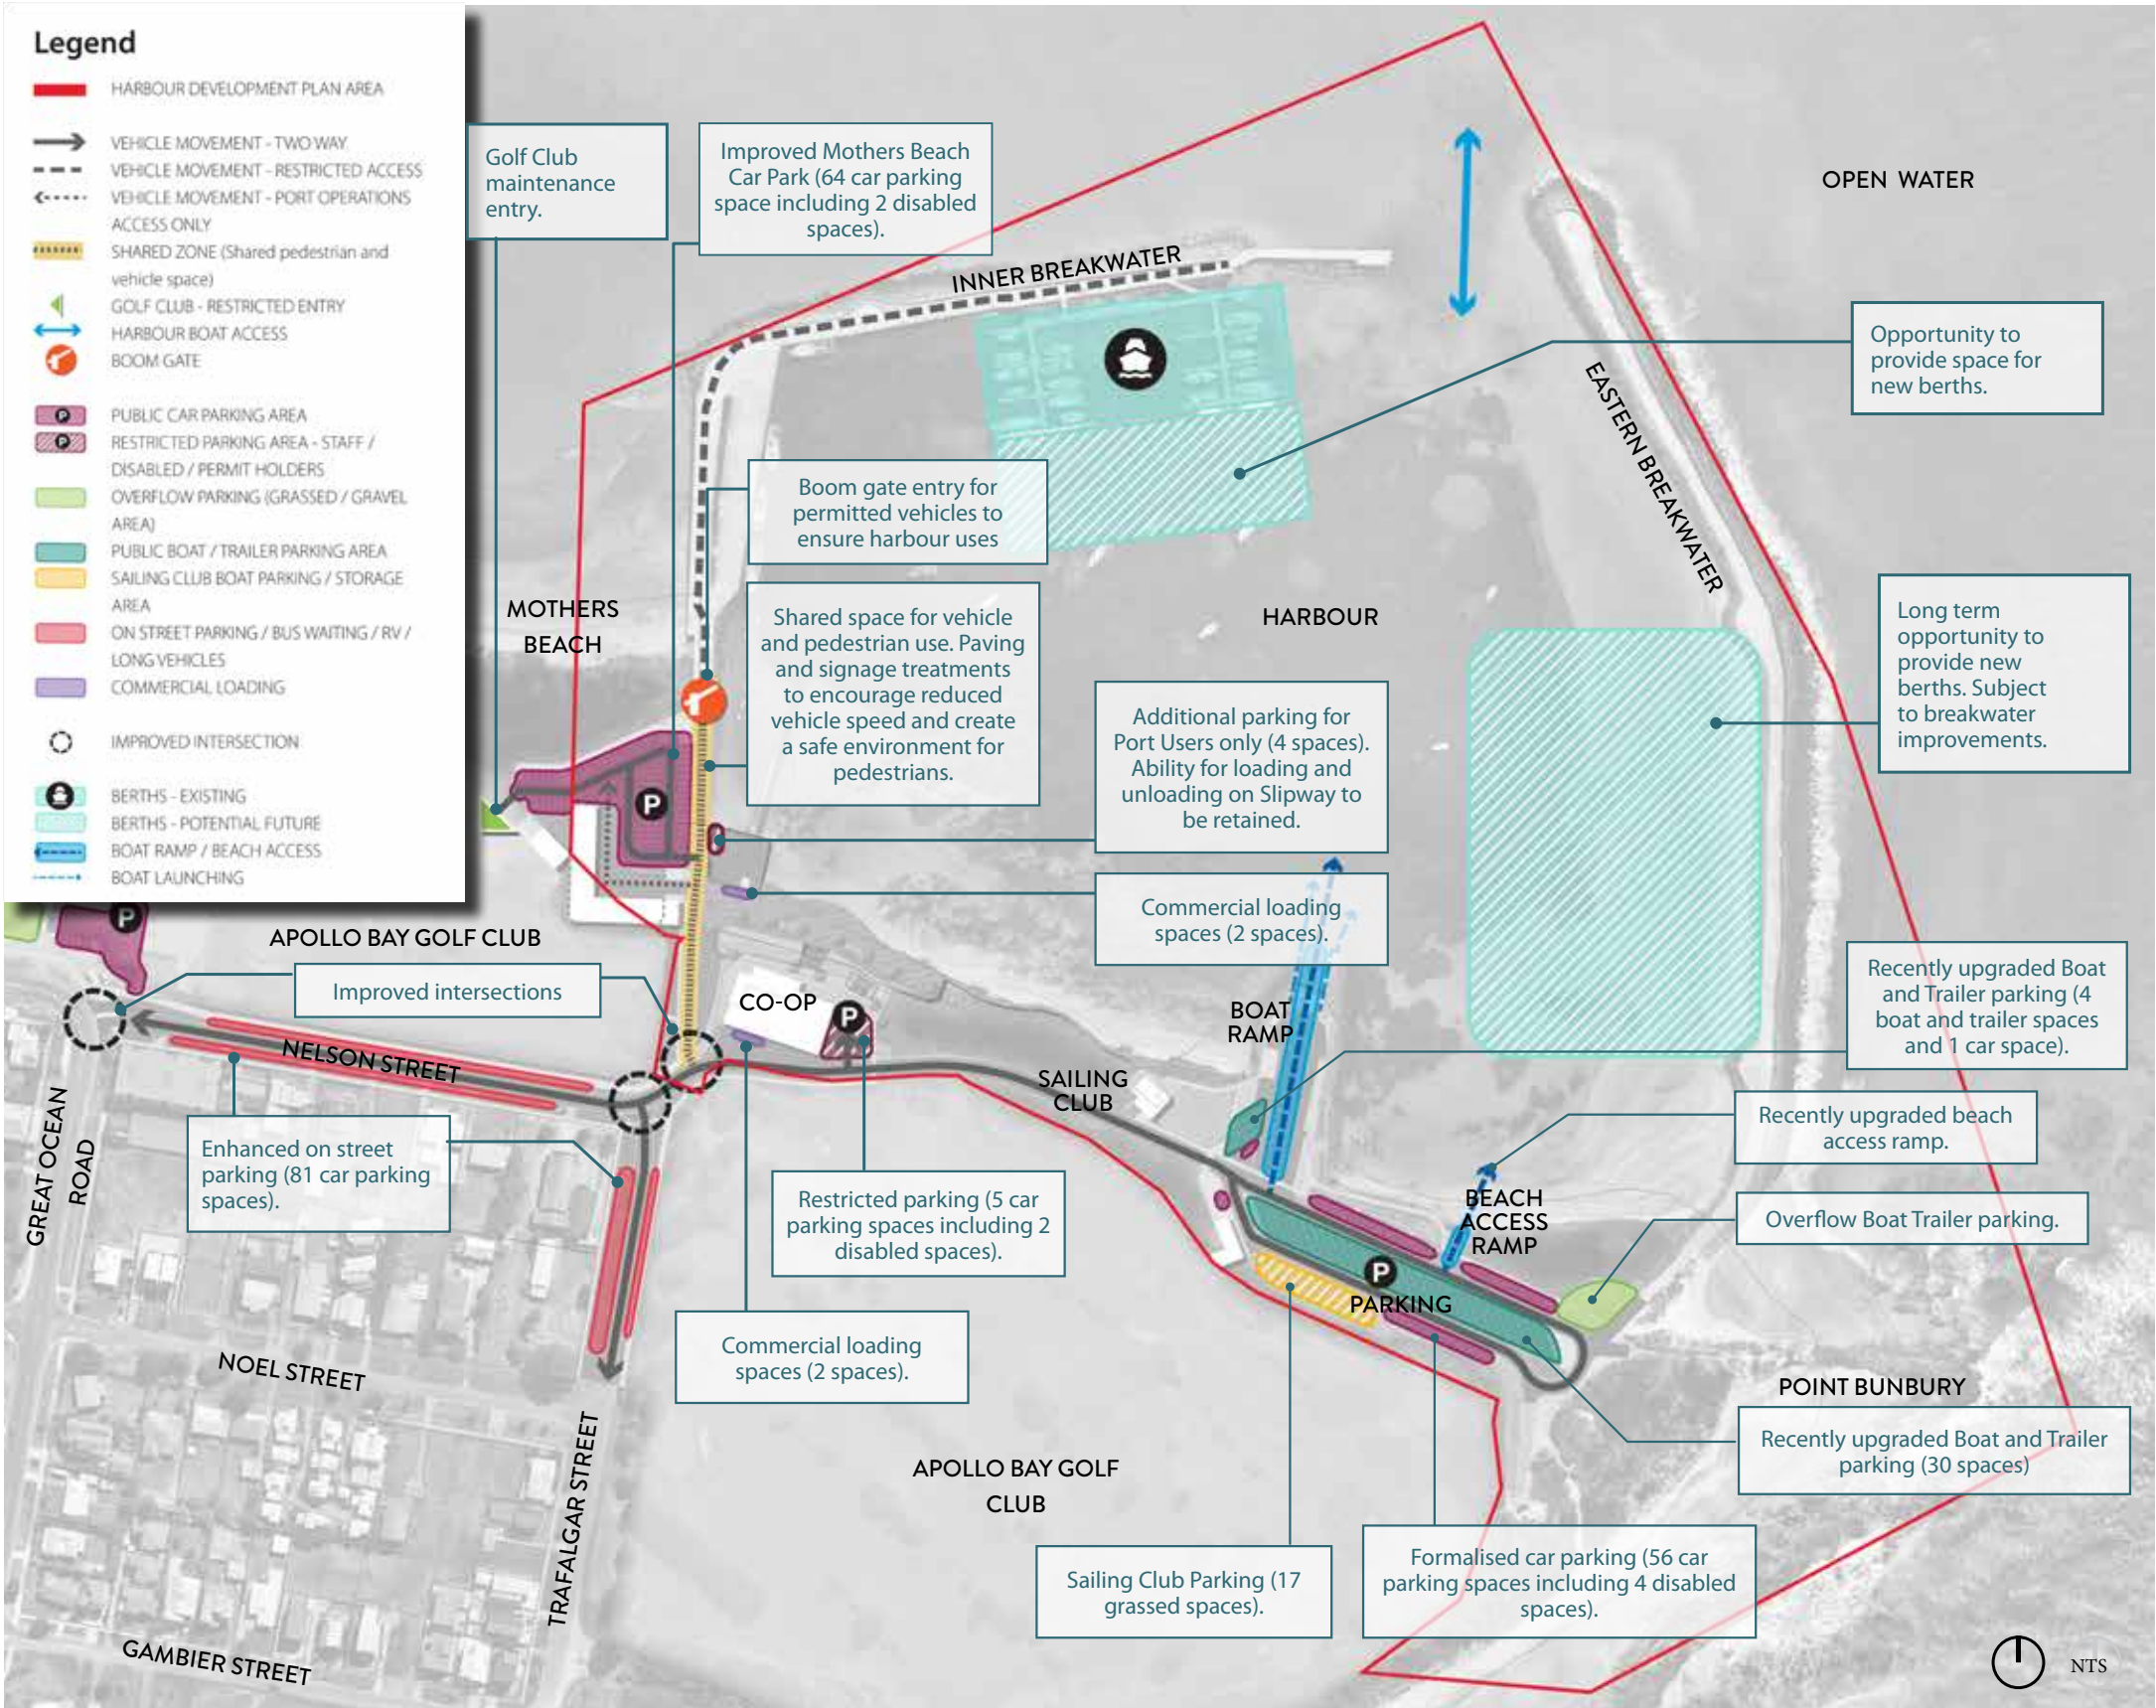 Legend
HARBOUR DEVELOPMENT PLAN AREA
VEHICLE MOVEMENT - TWO WAY
VEHICLE MOVEMENT - RESTRICTED ACCESS
VEHICLE MOVEMENT - PORT OPERATIONS
ACCESS ONLY
SHARED ZONE (Shared pedestrian and
vehicle space)
GOLF CLUB - RESTRICTED ENTRY
HARBOUR BOAT ACCESS
BOOM GATE
P PUBLIC CAR PARKING AREA
P RESTRICTED PARKING AREA - STAFF /
DISABLED / PERMIT HOLDERS
OVERFLOW PARKING (GRASSED / GRAVEL
AREA)
PUBLIC BOAT / TRAILER PARKING AREA
SAILING CLUB BOAT PARKING / STORAGE
AREA
ON STREET PARKING / BUS WAITING / RV /
LONG VEHICLES
COMMERCIAL LOADING
IMPROVED INTERSECTION
BERTHS - EXISTING
BERTHS - POTENTIAL FUTURE
BOAT RAMP / BEACH ACCESS
BOAT LAUNCHING
Golf Club
maintenance
entry.
Improved Mothers Beach
Car Park (64 car parking
space including 2 disabled
spaces).
OPEN WATER
INNER BREAKWATER
Opportunity to
provide space for
new berths.
EASTERN BREAKWATER
Boom gate entry for
permitted vehicles to
ensure harbour uses
MOTHERS
BEACH
HARBOUR
Shared space for vehicle
and pedestrian use. Paving
and signage treatments
to encourage reduced
vehicle speed and create
a safe environment for
pedestrians.
Long term
opportunity to
provide new
berths. Subject
to breakwater
improvements.
Additional parking for
Port Users only (4 spaces).
Ability for loading and
unloading on Slipway to
be retained.
P
Commercial loading
spaces (2 spaces).
P
APOLLO BAY GOLF CLUB
Improved intersections
CO-OP
P
BOAT
RAMP
Recently upgraded Boat
and Trailer parking (4
boat and trailer spaces
and 1 car space).
NELSON STREET
SAILING
CLUB
GREAT OCEAN
ROAD
Enhanced on street
parking (81 car parking
spaces).
Recently upgraded beach
access ramp.
Restricted parking (5 car
parking spaces including 2
disabled spaces).
BEACH
ACCESS
RAMP
Overflow Boat Trailer parking.
P
PARKING
Commercial loading
spaces (2 spaces).
NOEL STREET
POINT BUNBURY
Recently upgraded Boat and Trailer
parking (30 spaces)
TRAFALGAR STREET
APOLLO BAY GOLF
CLUB
Sailing Club Parking (17
grassed spaces).
Formalised car parking (56 car
parking spaces including 4 disabled
spaces).
GAMBIER STREET
NTS